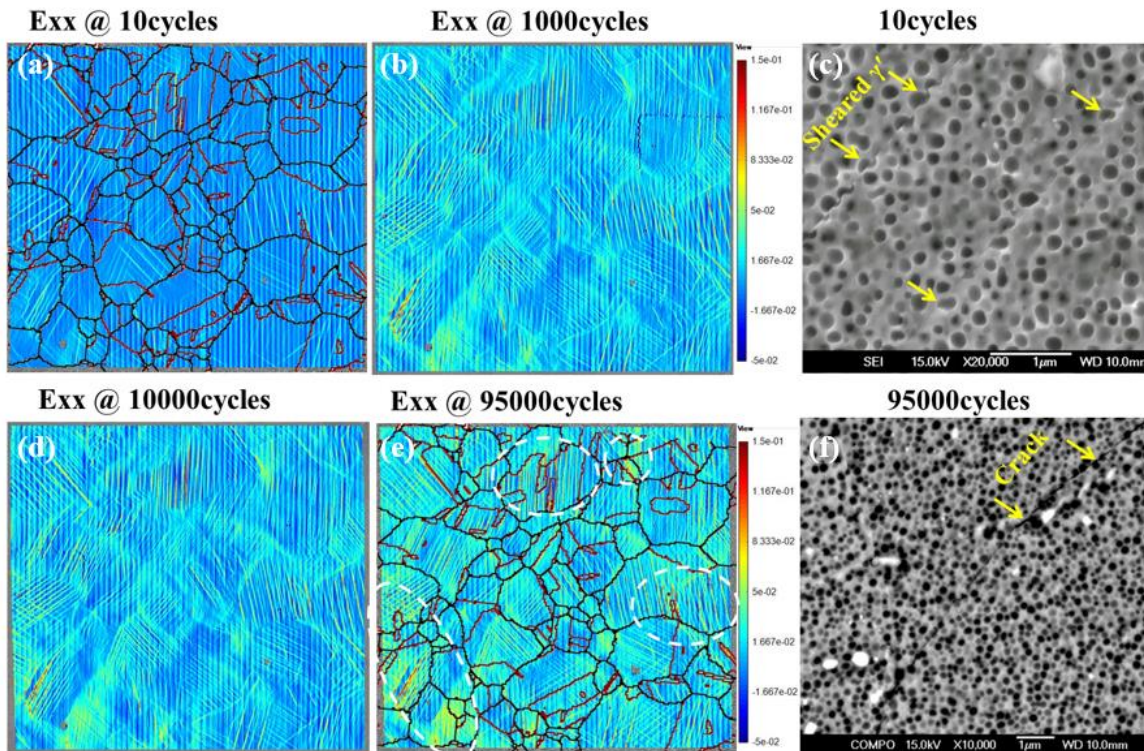 Exx @ 10cycles
Exx @ 1000cycles
10cycles
(a)
(b)
View
1.5e-01
1.167e-01
8.333e-02
5e-02
1.667e-02
-1.667e-02
-5e-02
(c)
Sheared γ'
SEI 15.0kV X20,000 1µm WD 10.0mm
Exx @ 10000cycles
Exx @ 95000cycles
95000cycles
(d)
(e)
View
1.5e-01
1.167e-01
8.333e-02
5e-02
1.667e-02
-1.667e-02
-5e-02
(f)
Crack
COMPO 15.0kV X10,000 1µm WD 10.0mm